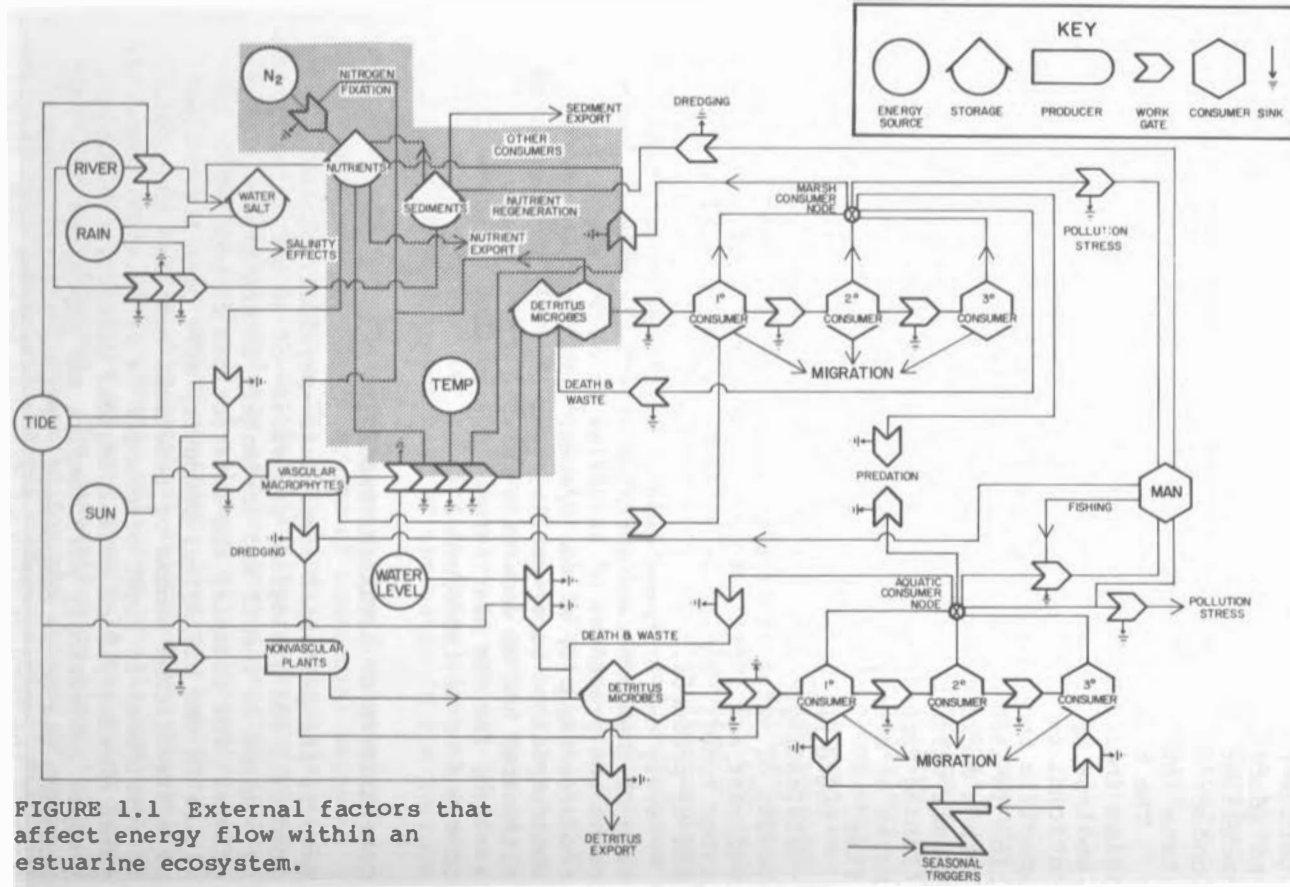 KEY
ENERGY
SOURCE
STORAGE
PRODUCER
WORK
GATE
CONSUMER
SINK
N2
NITROGEN
FIXATION
SEDIMENT
EXPORT
DREDGING
OTHER
CONSUMERS
RIVER
NUTRIENTS
WATER
SALT
SEDIMENTS
NUTRIENT
REGENERATION
MARSH
CONSUMER
NODE
POLLUTION
STRESS
RAIN
SALINITY
EFFECTS
NUTRIENT
EXPORT
DETRITUS
MICROBES
1°
CONSUMER
2°
CONSUMER
3°
CONSUMER
MIGRATION
TEMP
DEATH &
WASTE
TIDE
PREDATION
VASCULAR
MACROPHYTES
MAN
SUN
FISHING
DREDGING
WATER
LEVEL
AQUATIC
CONSUMER
NODE
POLLUTION
STRESS
DEATH & WASTE
NONVASCULAR
PLANTS
DETRITUS
MICROBES
1°
CONSUMER
2°
CONSUMER
3°
CONSUMER
MIGRATION
FIGURE 1.1 External factors that
affect energy flow within an
estuarine ecosystem.
DETRITUS
EXPORT
SEASONAL
TRIGGERS